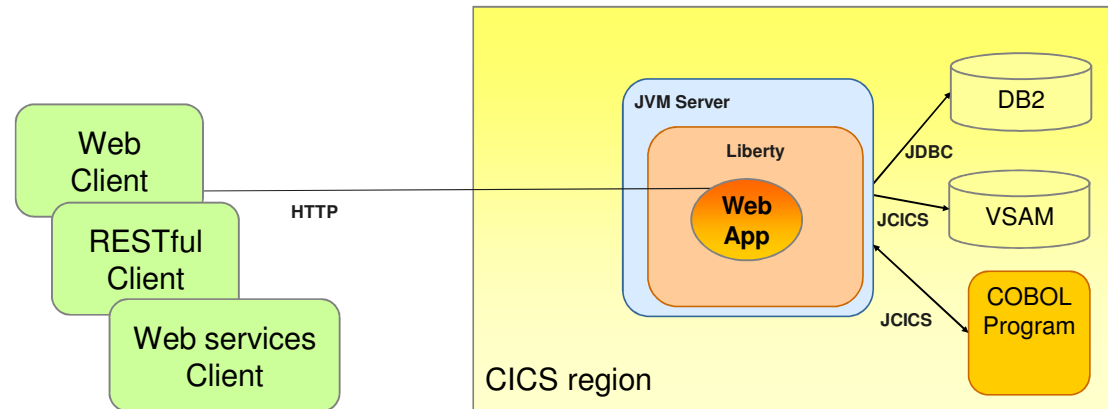 Web
Client
RESTful
Client
Web services
Client
HTTP
JVM Server
Liberty
Web
App
JDBC
DB2
JCICS
VSAM
JCICS
COBOL
Program
CICS region